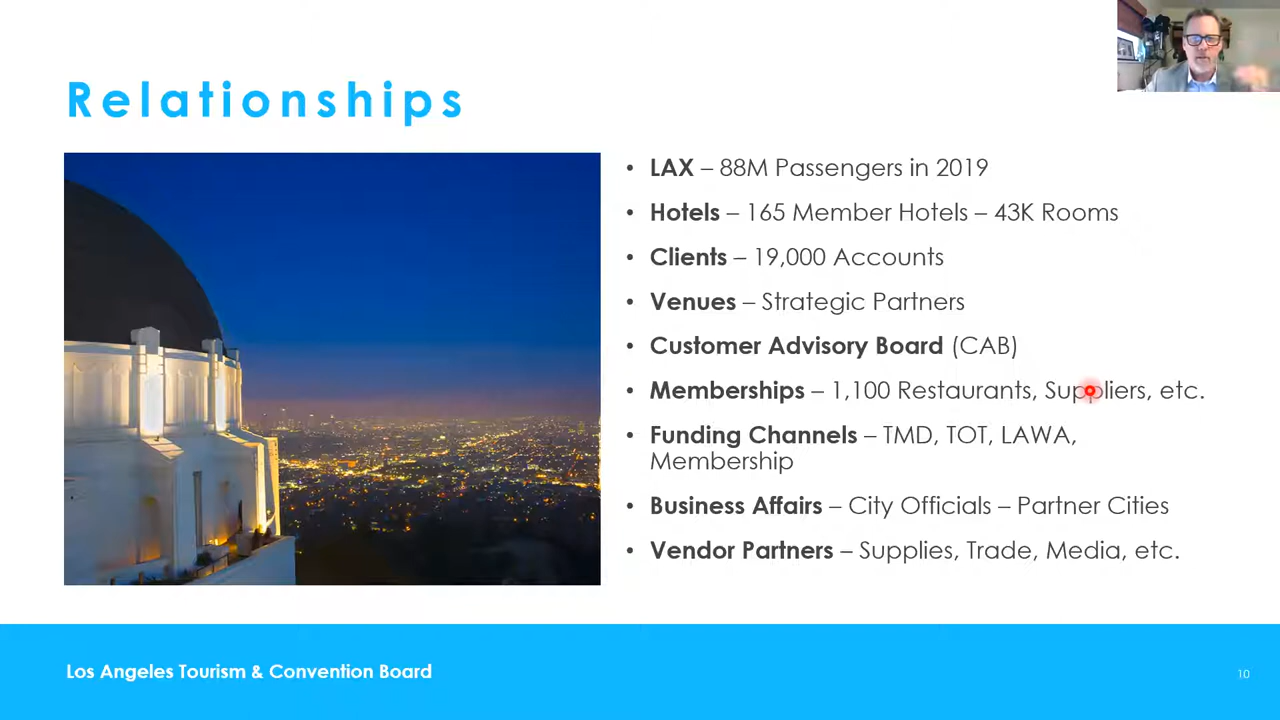 Relationships
• LAX – 88M Passengers in 2019
• Hotels – 165 Member Hotels – 43K Rooms
• Clients – 19,000 Accounts
• Venues – Strategic Partners
• Customer Advisory Board (CAB)
• Memberships – 1,100 Restaurants, Suppliers, etc.
• Funding Channels – TMD, TOT, LAWA,
Membership
• Business Affairs – City Officials – Partner Cities
• Vendor Partners – Supplies, Trade, Media, etc.
Los Angeles Tourism & Convention Board
10